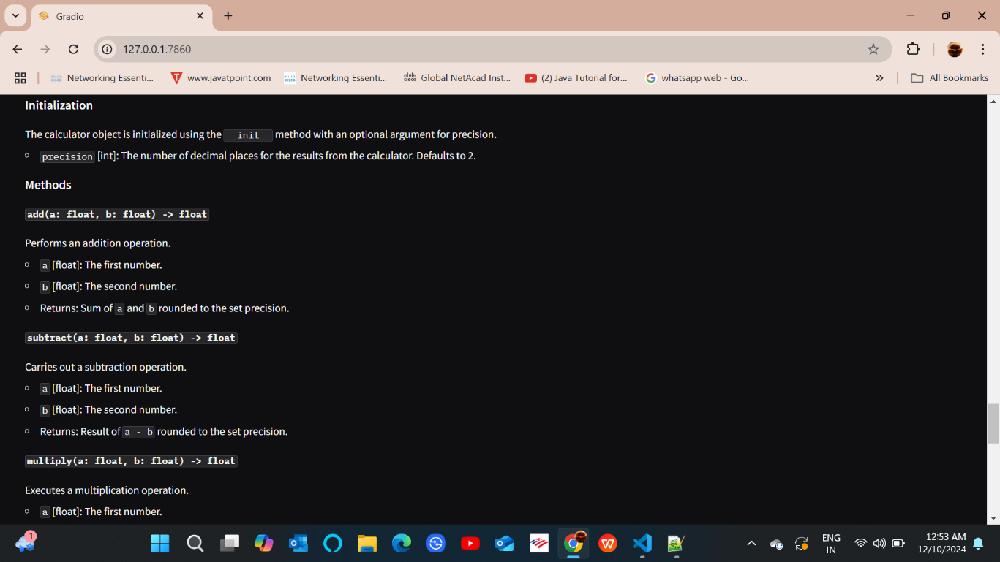 Gradio
127.0.0.1:7860
Networking Essenti...
www.javatpoint.com
Networking Essenti...
Global NetAcad Inst...
(2) Java Tutorial for...
whatsapp web - Go...
All Bookmarks
Initialization
The calculator object is initialized using the __init__ method with an optional argument for precision.
precision [int]: The number of decimal places for the results from the calculator. Defaults to 2.
Methods
add(a: float, b: float) -> float
Performs an addition operation.
a [float]: The first number.
b [float]: The second number.
Returns: Sum of a and b rounded to the set precision.
subtract(a: float, b: float) -> float
Carries out a subtraction operation.
a [float]: The first number.
b [float]: The second number.
Returns: Result of a - b rounded to the set precision.
multiply(a: float, b: float) -> float
Executes a multiplication operation.
a [float]: The first number.
1
ENG
IN
12:53 AM
12/10/2024